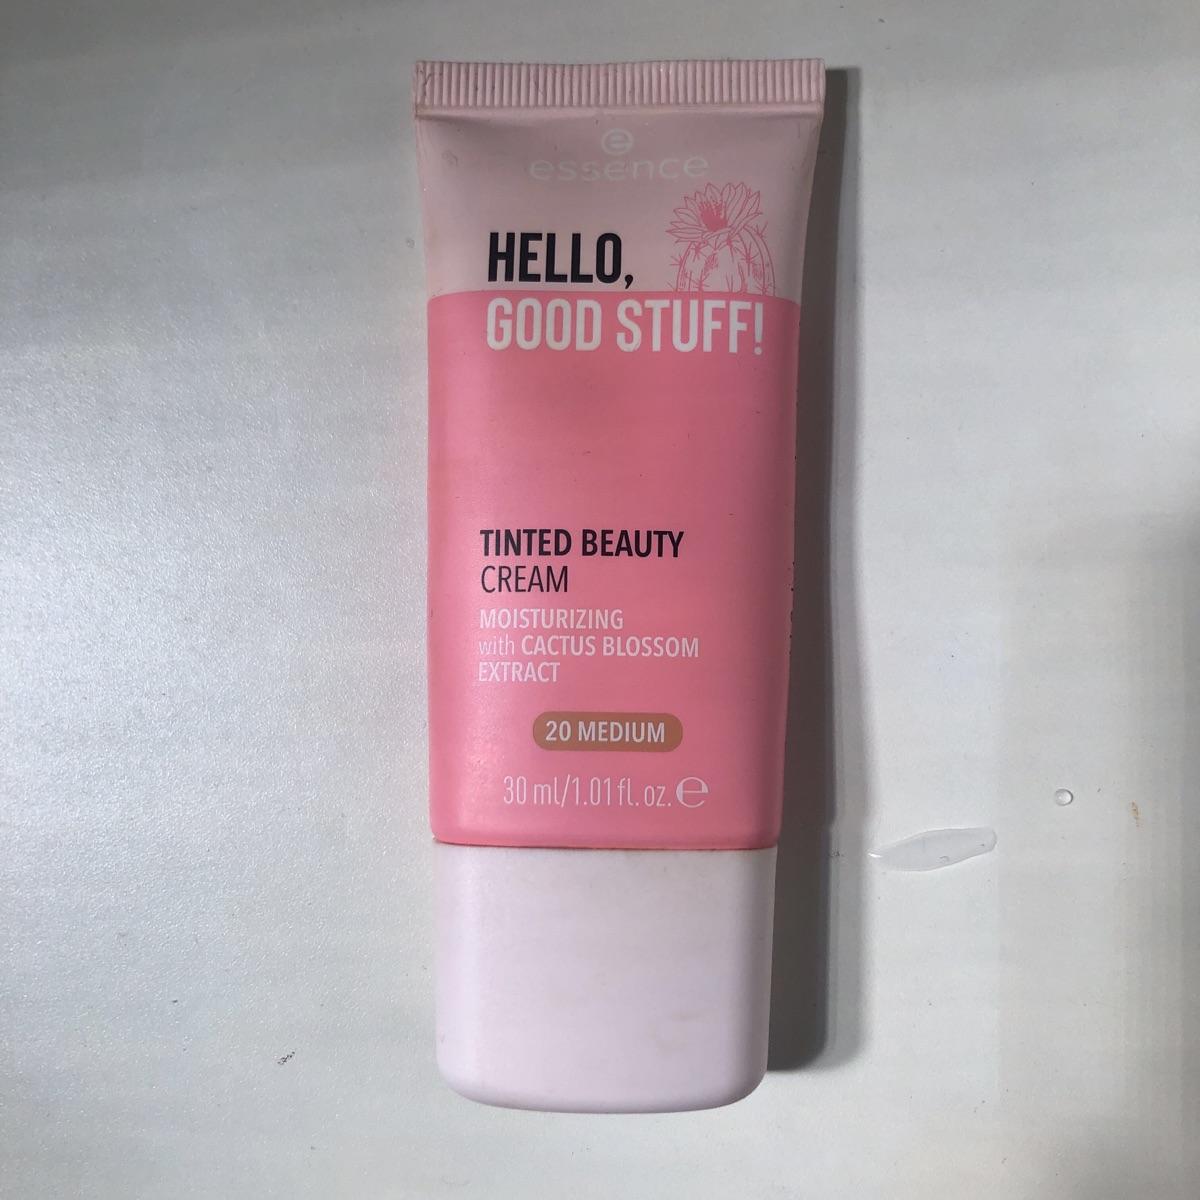 essence
HELLO,
GOOD STUFF!
TINTED BEAUTY
CREAM
MOISTURIZING
with CACTUS BLOSSOM
EXTRACT
20 MEDIUM
30 ml/1.01 fl. oz. ℮